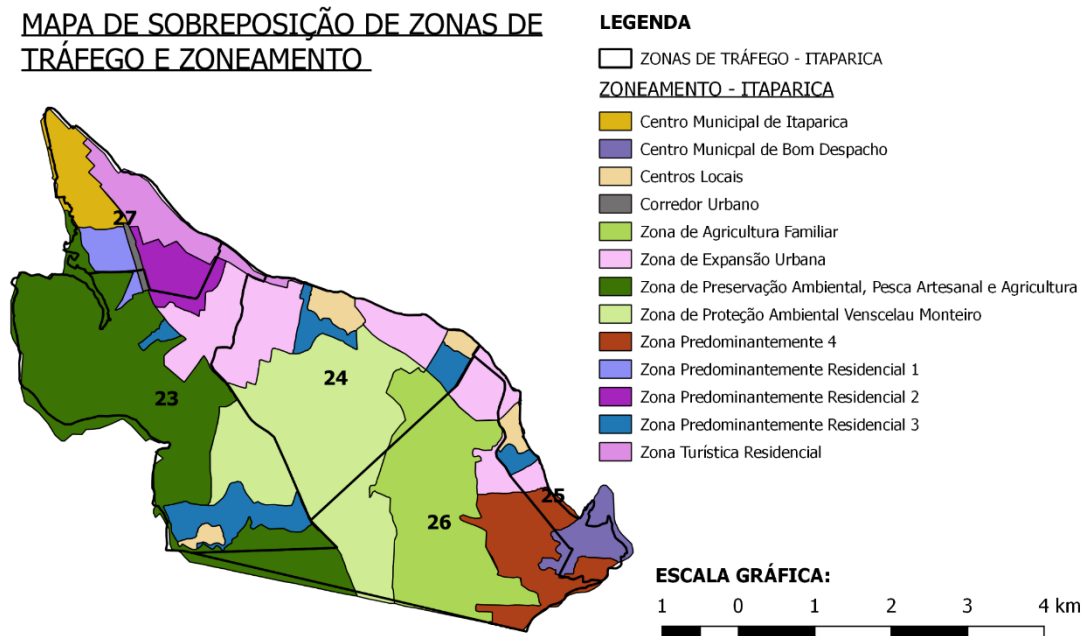 MAPA DE SOBREPOSIÇÃO DE ZONAS DE
TRÁFEGO E ZONEAMENTO
LEGENDA
ZONAS DE TRÁFEGO - ITAPARICA
ZONEAMENTO - ITAPARICA
Centro Municipal de Itaparica
Centro Municpal de Bom Despacho
Centros Locais
Corredor Urbano
Zona de Agricultura Familiar
Zona de Expansão Urbana
Zona de Preservação Ambiental, Pesca Artesanal e Agricultura
Zona de Proteção Ambiental Venscelau Monteiro
Zona Predominantemente 4
Zona Predominantemente Residencial 1
Zona Predominantemente Residencial 2
Zona Predominantemente Residencial 3
Zona Turística Residencial
27
24
23
25
26
ESCALA GRÁFICA:
1 0 1 2 3 4 km